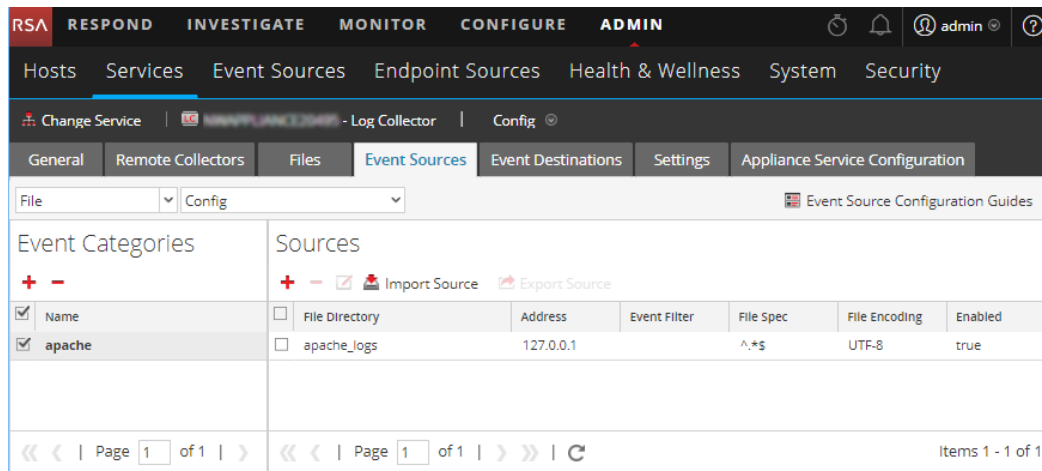 RSA RESPOND INVESTIGATE MONITOR CONFIGURE ADMIN admin ?
Hosts Services Event Sources Endpoint Sources Health & Wellness System Security
Change Service | LC - Log Collector | Config
General Remote Collectors Files Event Sources Event Destinations Settings Appliance Service Configuration
File Config Event Source Configuration Guides
Event Categories Sources
+ - + - Import Source Export Source
Name File Directory Address Event Filter File Spec File Encoding Enabled
apache apache_logs 127.0.0.1 ^.*$ UTF-8 true
Page 1 of 1 | Page 1 of 1 | Items 1 - 1 of 1